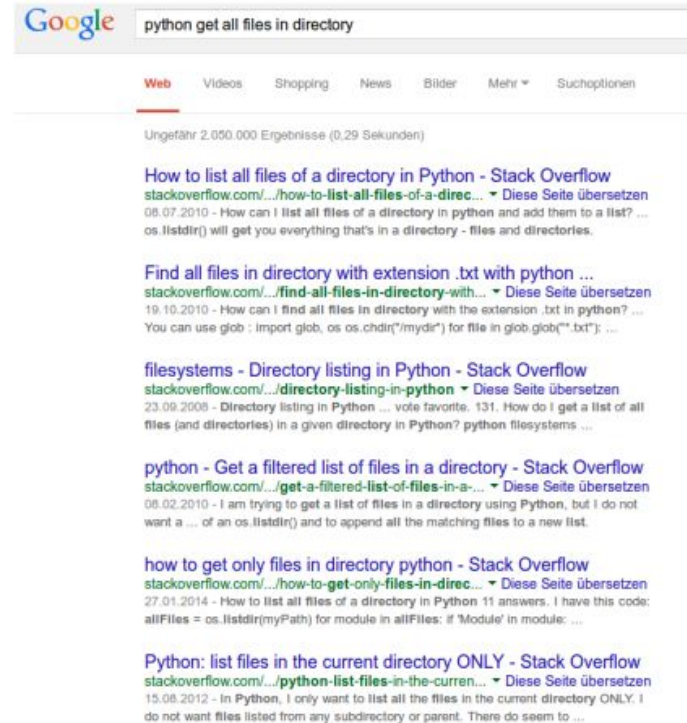 Google
python get all files in directory
Web Videos Shopping News Bilder Mehr Suchoptionen
Ungefähr 2.050.000 Ergebnisse (0,29 Sekunden)
How to list all files of a directory in Python - Stack Overflow
stackoverflow.com/.../how-to-list-all-files-of-a-direc... Diese Seite übersetzen
08.07.2010 - How can I list all files of a directory in python and add them to a list? ...
os.listdir() will get you everything that's in a directory - files and directories.
Find all files in directory with extension .txt with python ...
stackoverflow.com/.../find-all-files-in-directory-with... Diese Seite übersetzen
19.10.2010 - How can I find all files in directory with the extension .txt in python? ...
You can use glob : import glob, os os.chdir("/mydir") for file in glob.glob("*.txt"): ...
filesystems - Directory listing in Python - Stack Overflow
stackoverflow.com/.../directory-listing-in-python Diese Seite übersetzen
23.09.2008 - Directory listing in Python ... vote favorite. 131. How do I get a list of all
files (and directories) in a given directory in Python? python filesystems ...
python - Get a filtered list of files in a directory - Stack Overflow
stackoverflow.com/.../get-a-filtered-list-of-files-in-a-... Diese Seite übersetzen
08.02.2010 - I am trying to get a list of files in a directory using Python, but I do not
want a ... of an os.listdir() and to append all the matching files to a new list.
how to get only files in directory python - Stack Overflow
stackoverflow.com/.../how-to-get-only-files-in-direc... Diese Seite übersetzen
27.01.2014 - How to list all files of a directory in Python 11 answers. I have this code:
allFiles = os.listdir(myPath) for module in allFiles: if 'Module' in module: ...
Python: list files in the current directory ONLY - Stack Overflow
stackoverflow.com/.../python-list-files-in-the-curren... Diese Seite übersetzen
15.08.2012 - In Python, I only want to list all the files in the current directory ONLY. I
do not want files listed from any subdirectory or parent. There do seem to ...